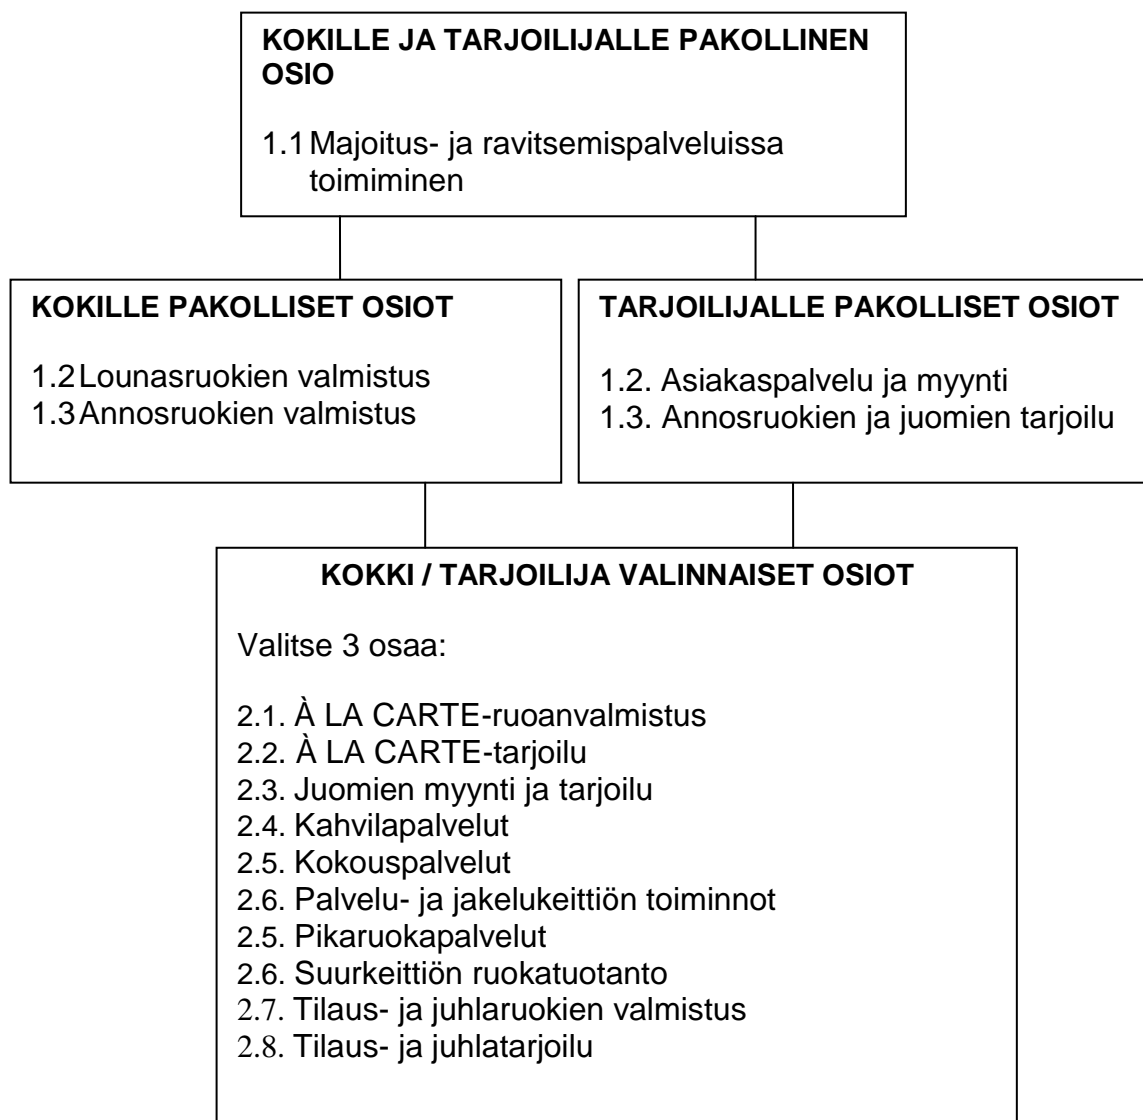 KOKILLE JA TARJOILIJALLE PAKOLLINEN
OSIO
1.1 Majoitus- ja ravitsemispalveluissa
toimiminen
KOKILLE PAKOLLISET OSIOT
1.2 Lounasruokien valmistus
1.3 Annosruokien valmistus
TARJOILIJALLE PAKOLLISET OSIOT
1.2. Asiakaspalvelu ja myynti
1.3. Annosruokien ja juomien tarjoilu
KOKKI / TARJOILIJA VALINNAISET OSIOT
Valitse 3 osaa:
2.1. À LA CARTE-ruoanvalmistus
2.2. À LA CARTE-tarjoilu
2.3. Juomien myynti ja tarjoilu
2.4. Kahvilapalvelut
2.5. Kokouspalvelut
2.6. Palvelu- ja jakelukeittiön toiminnot
2.5. Pikaruokapalvelut
2.6. Suurkeittiön ruokatuotanto
2.7. Tilaus- ja juhlaruokien valmistus
2.8. Tilaus- ja juhlatarjoilu